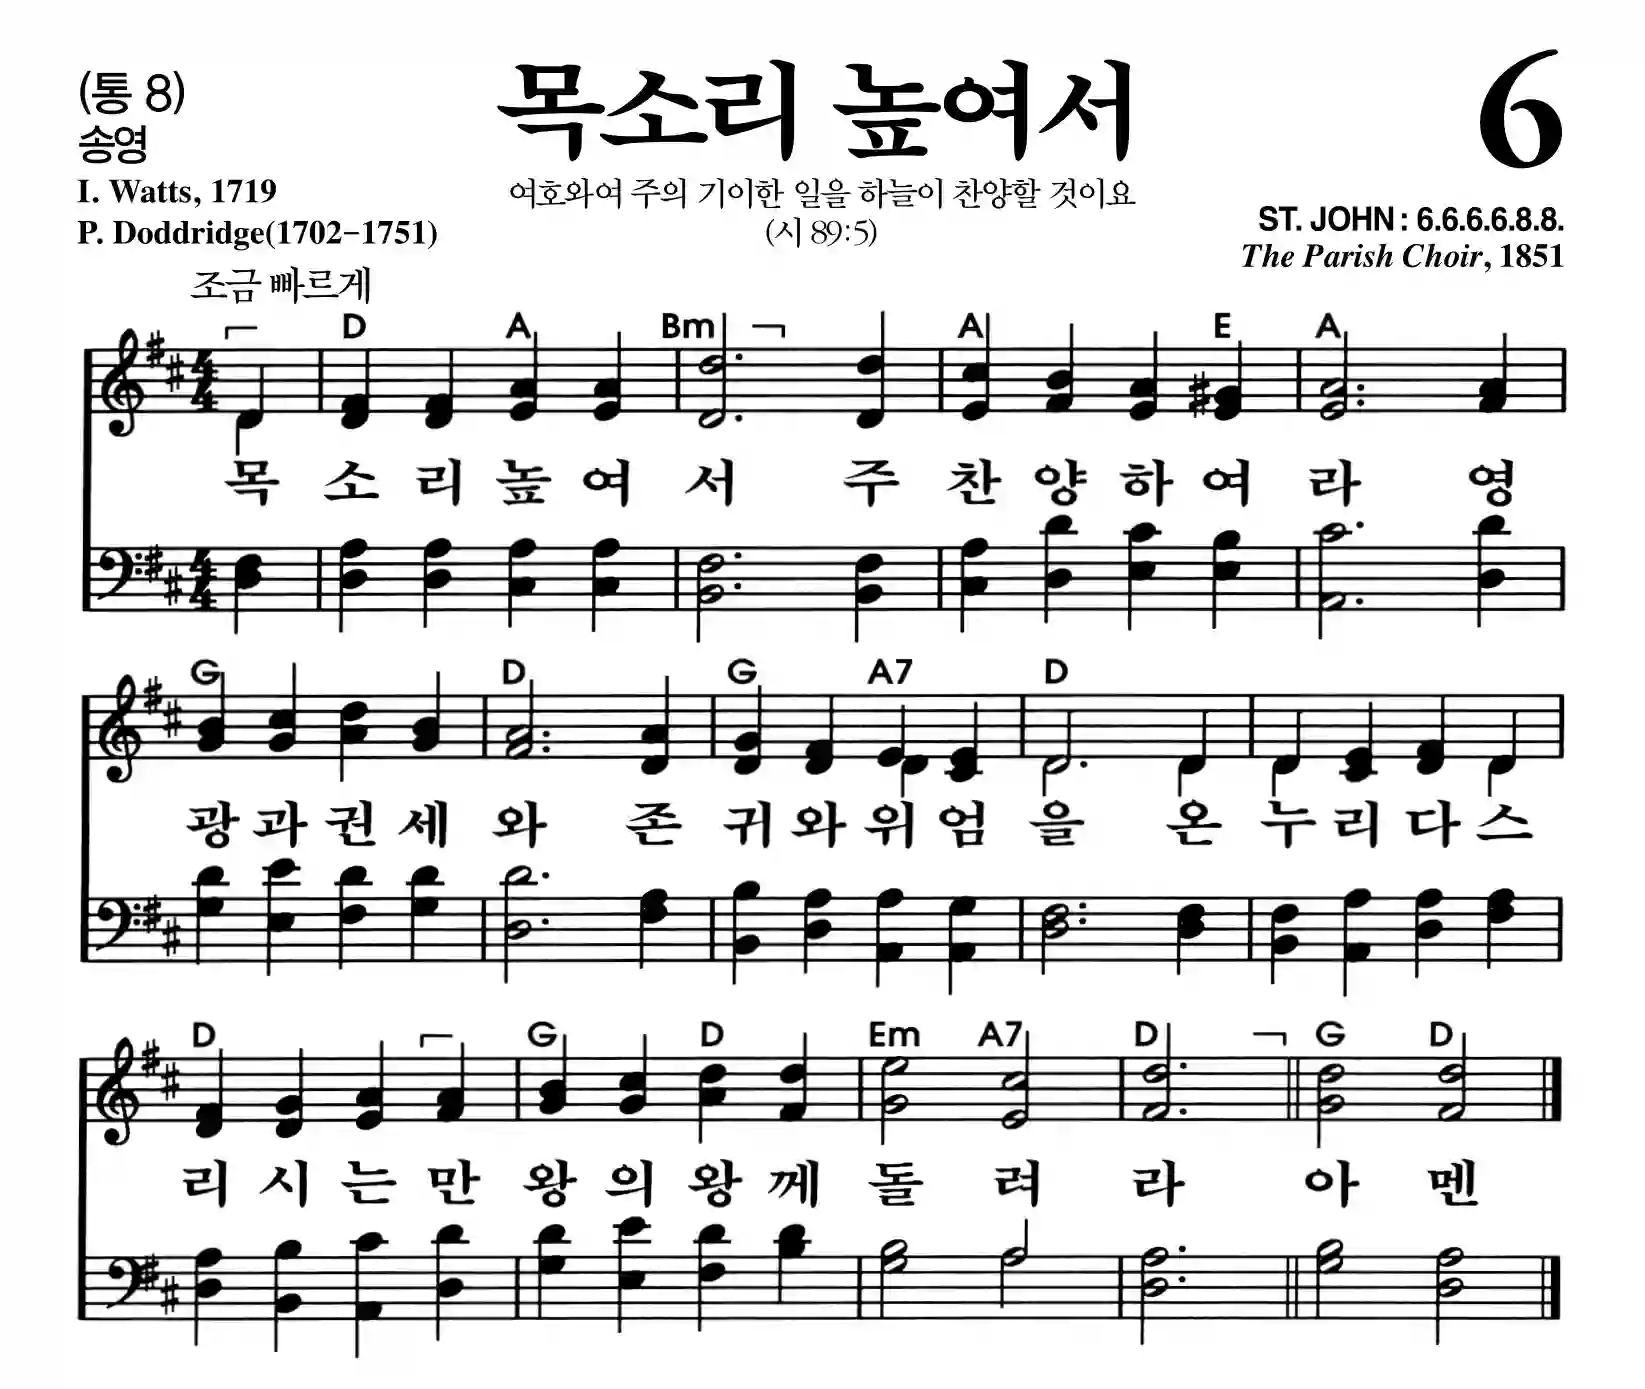 (통 8)
송영
목소리 높여서
6
I. Watts, 1719
P. Doddridge(1702-1751)
여호와여 주의 기이한 일을 하늘이 찬양할 것이요
(시 89:5)
ST. JOHN : 6.6.6.6.8.8.
The Parish Choir, 1851
조금 빠르게
D A Bm A E A
목 소 리 높 여 서 주 찬 양 하 여 라 영
G D G A7 D
광 과 권 세 와 존 귀 와 위 엄 을 온 누 리 다 스
D G D Em A7 D G D
리 시 는 만 왕 의 왕 께 돌 려 라 아 멘